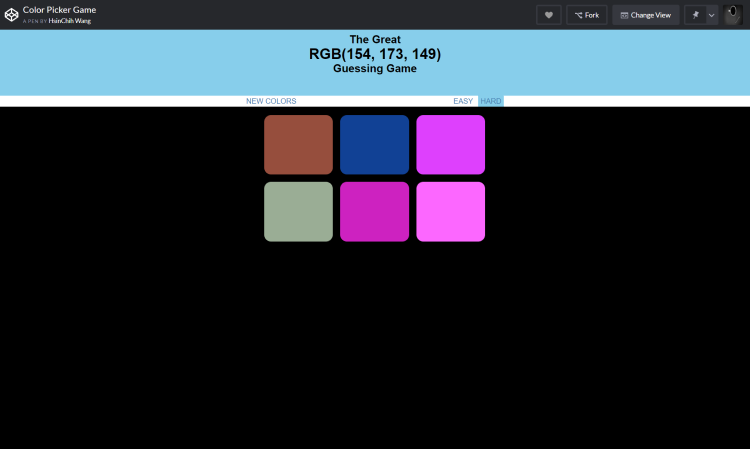 Color Picker Game
A PEN BY HsinChih Wang
Fork
Change View
The Great
RGB(154, 173, 149)
Guessing Game
NEW COLORS
EASY
HARD